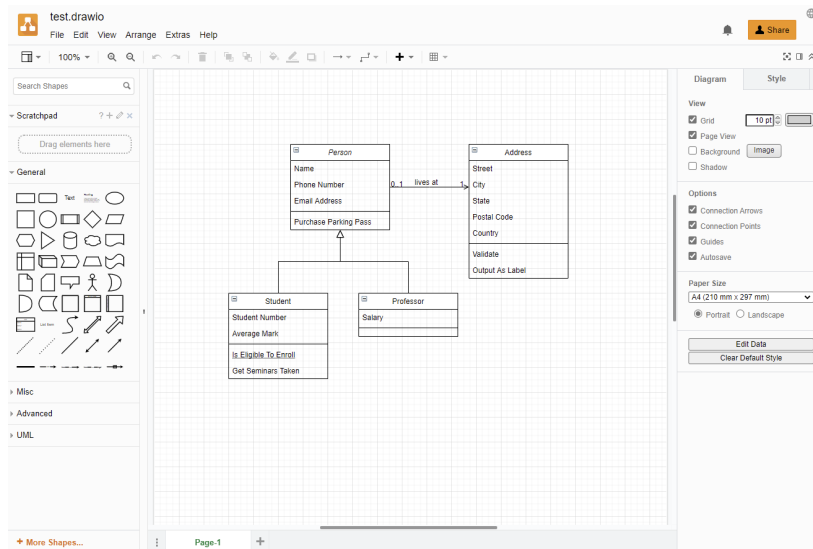 test.drawio
File Edit View Arrange Extras Help
Share
100%
Search Shapes
Scratchpad
?
Drag elements here
General
Text
List Item
Misc
Advanced
UML
+ More Shapes...
Person
Name
Phone Number
Email Address
Purchase Parking Pass
0..1 lives at 1
Address
Street
City
State
Postal Code
Country
Validate
Output As Label
Student
Student Number
Average Mark
Is Eligible To Enroll
Get Seminars Taken
Professor
Salary
Page-1
Diagram Style
View
Grid 10 pt
Page View
Background Image
Shadow
Options
Connection Arrows
Connection Points
Guides
Autosave
Paper Size
A4 (210 mm x 297 mm)
Portrait Landscape
Edit Data
Clear Default Style